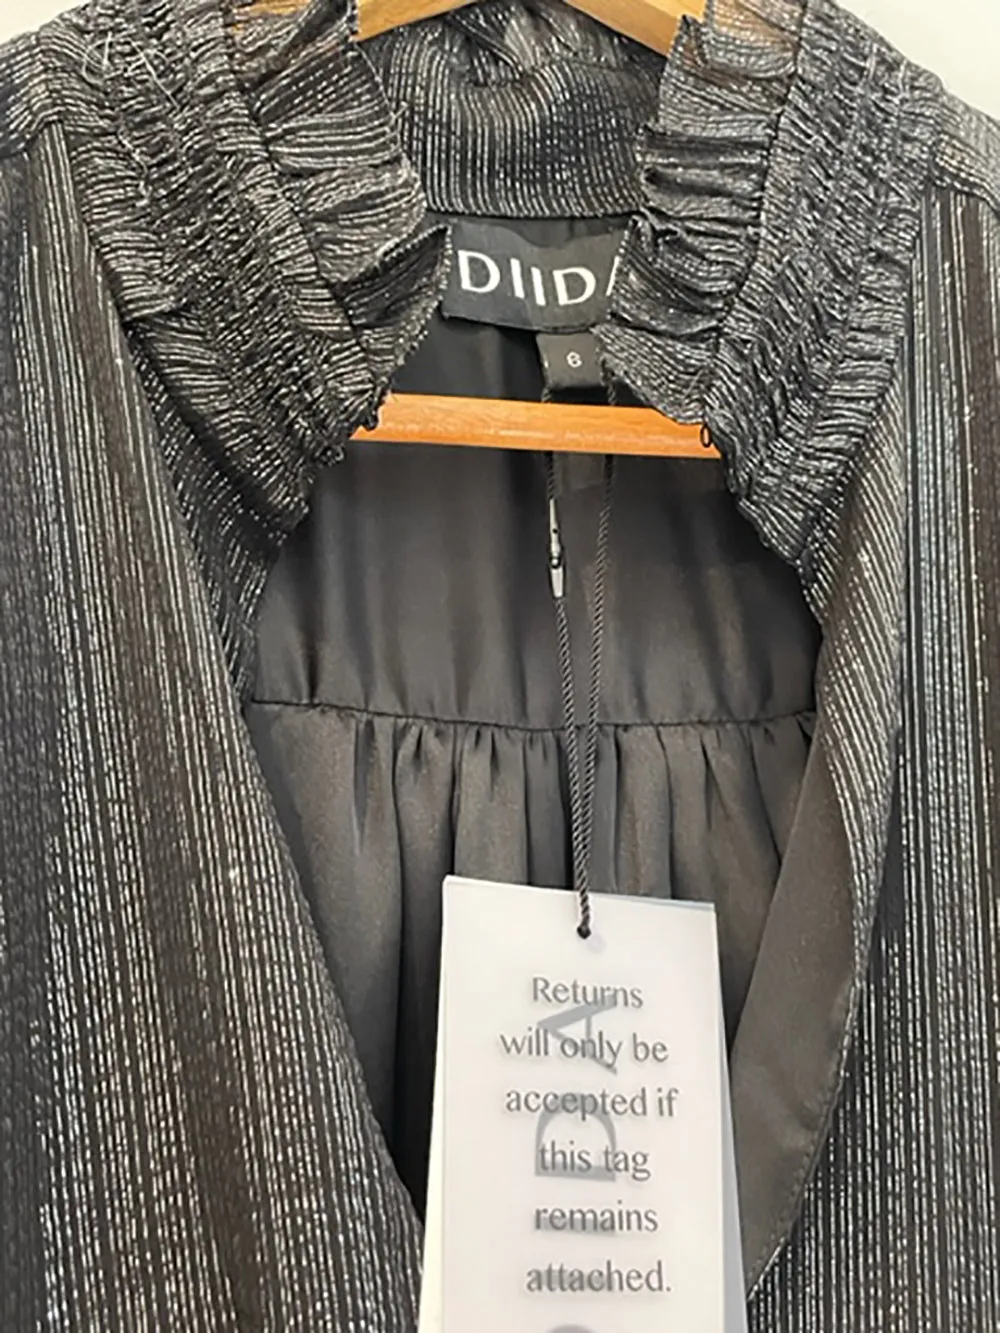 DIIDA
6
Returns
will only be
accepted if
this tag
remains
attached.